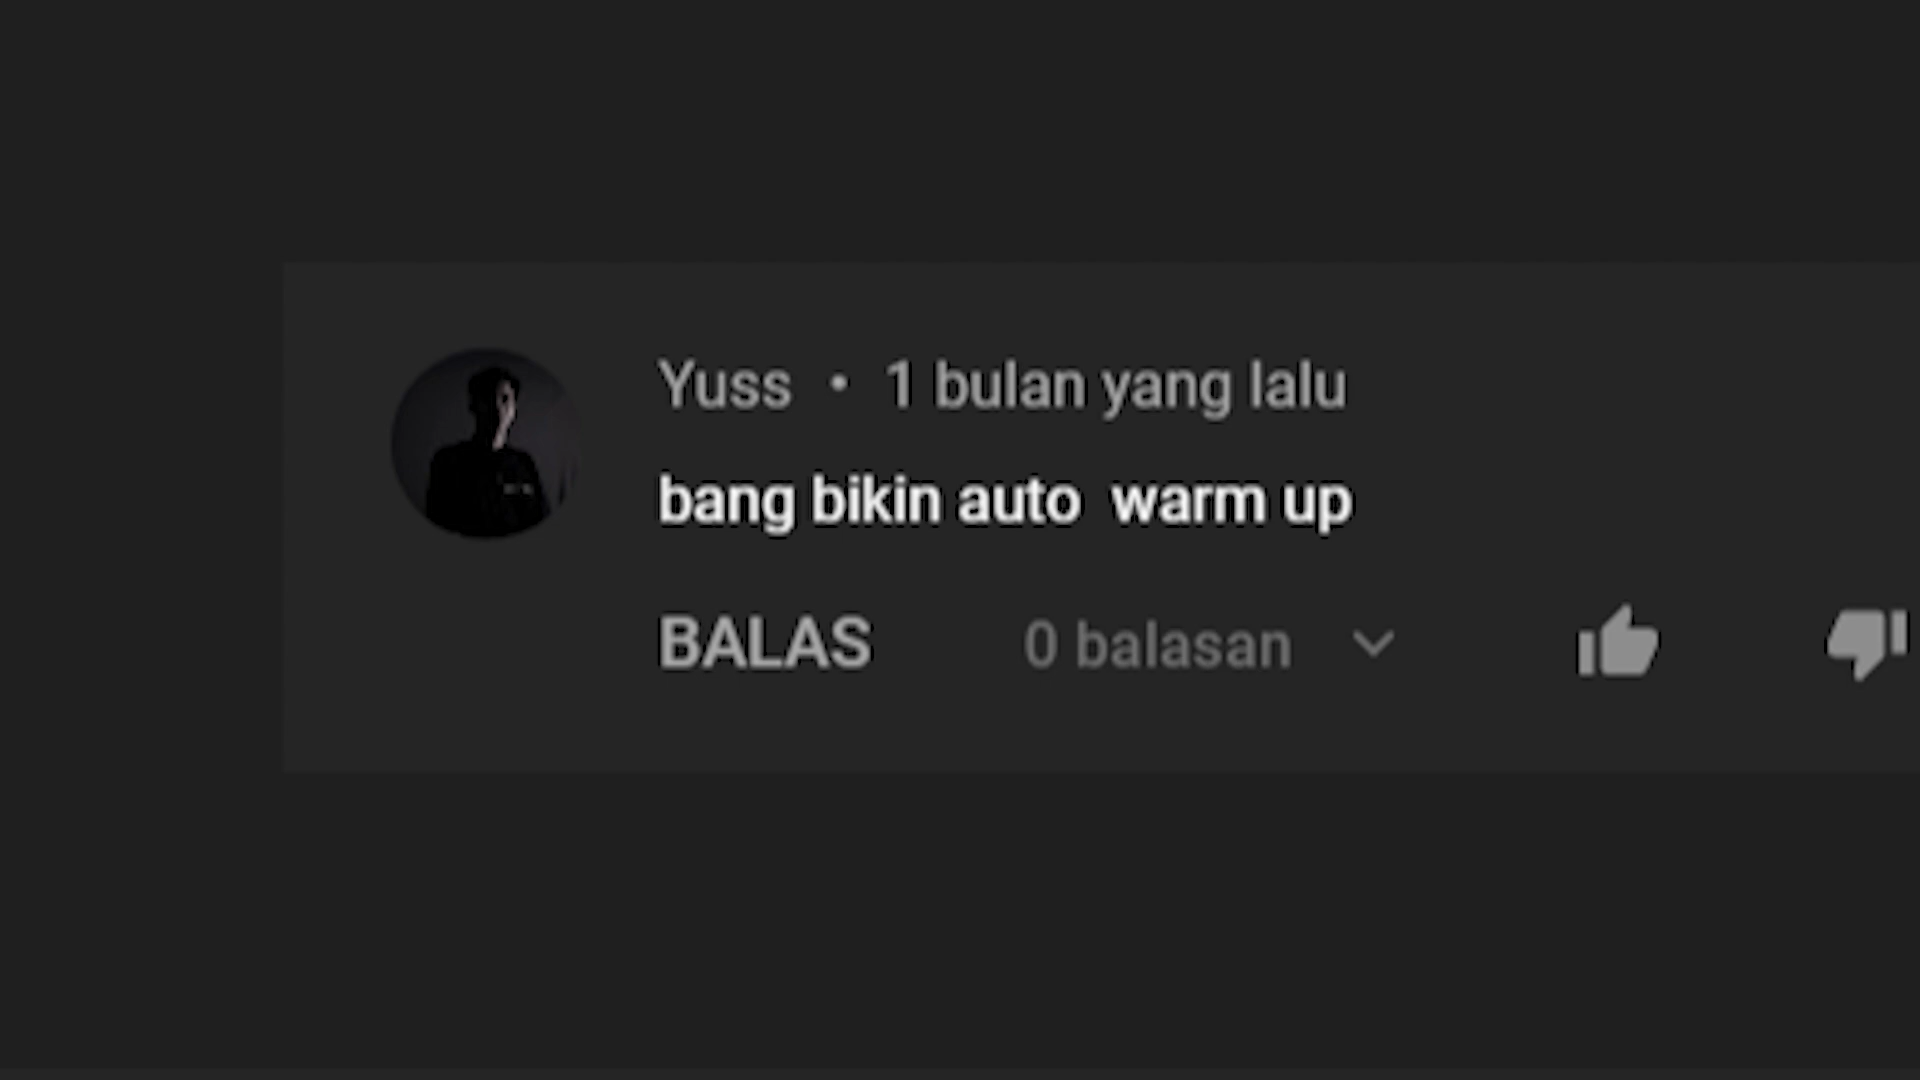 Yuss • 1 bulan yang lalu
bang bikin auto  warm up
BALAS 0 balasan